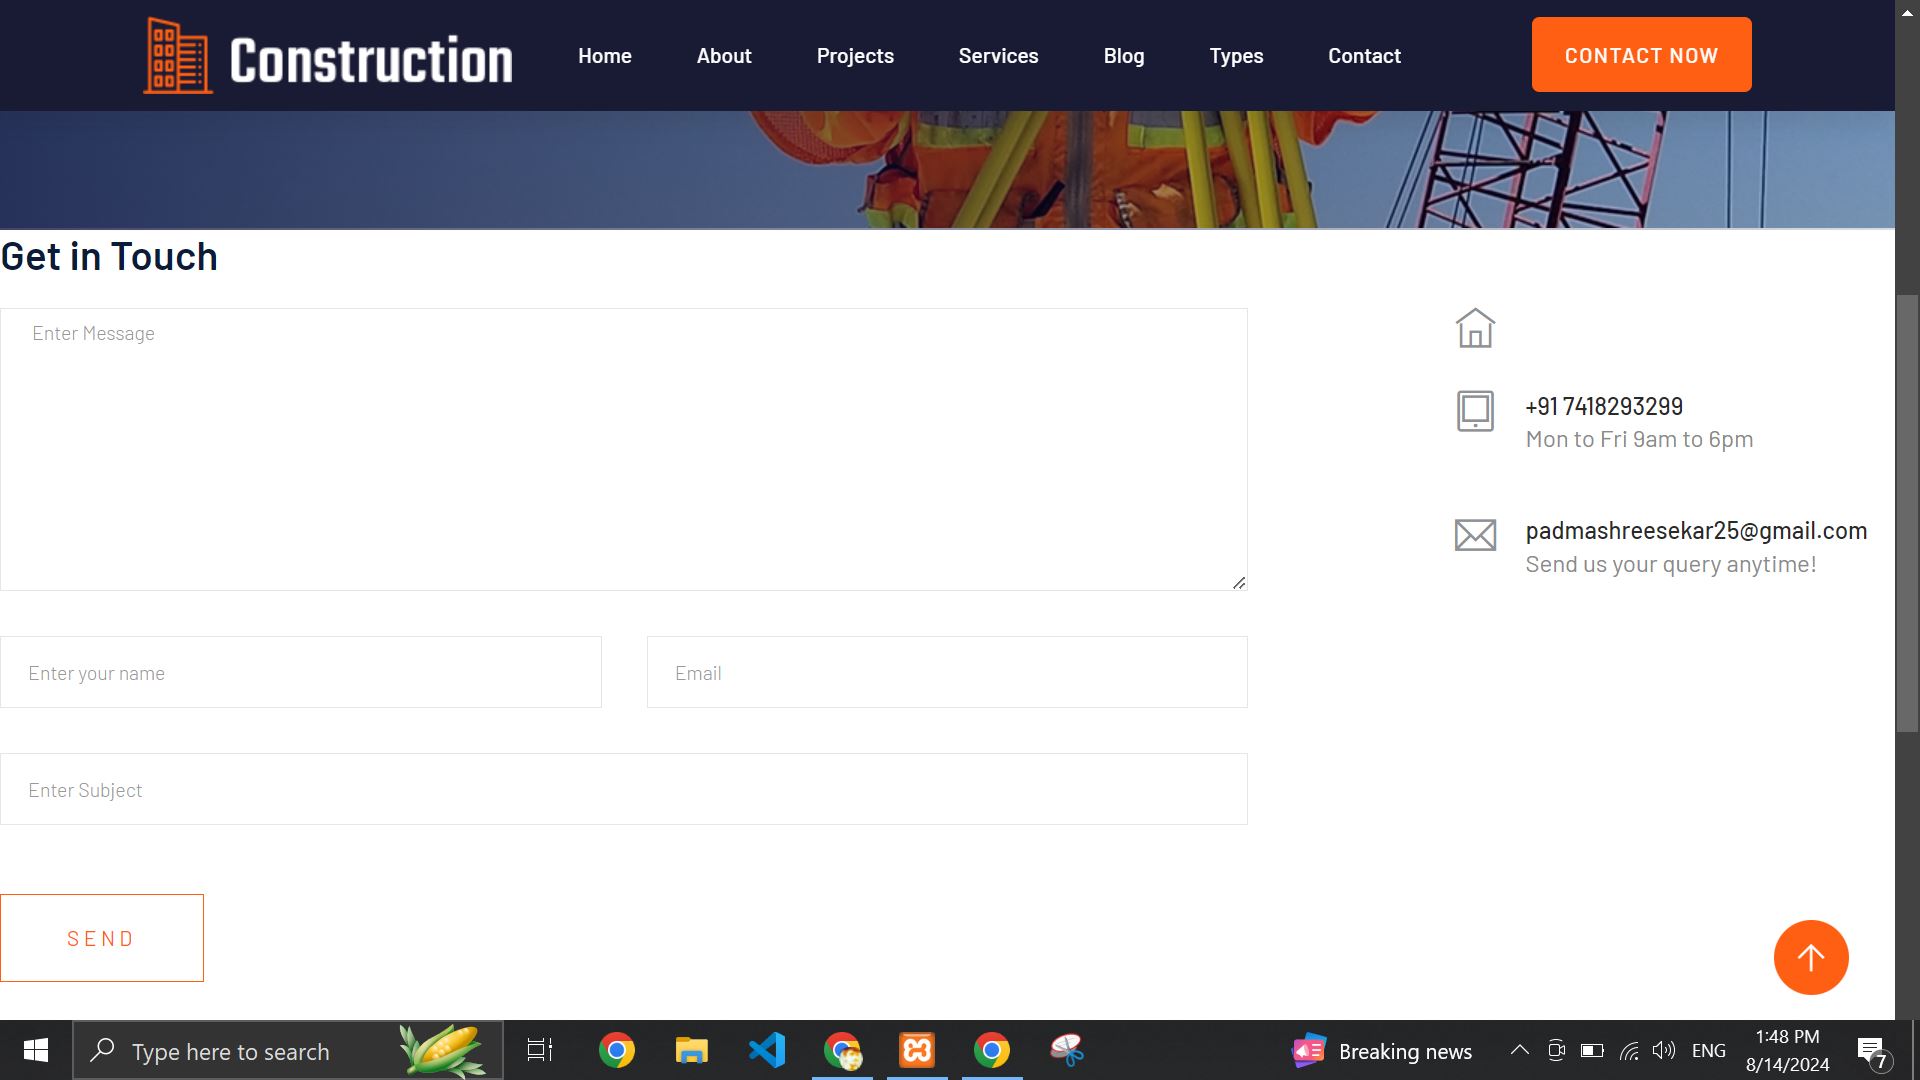 Construction
Home About Projects Services Blog Types Contact
CONTACT NOW
Get in Touch
Enter Message
Enter your name
Email
Enter Subject
SEND
+91 7418293299
Mon to Fri 9am to 6pm
padmashreesekar25@gmail.com
Send us your query anytime!
Type here to search
Breaking news
ENG
1:48 PM
8/14/2024
7